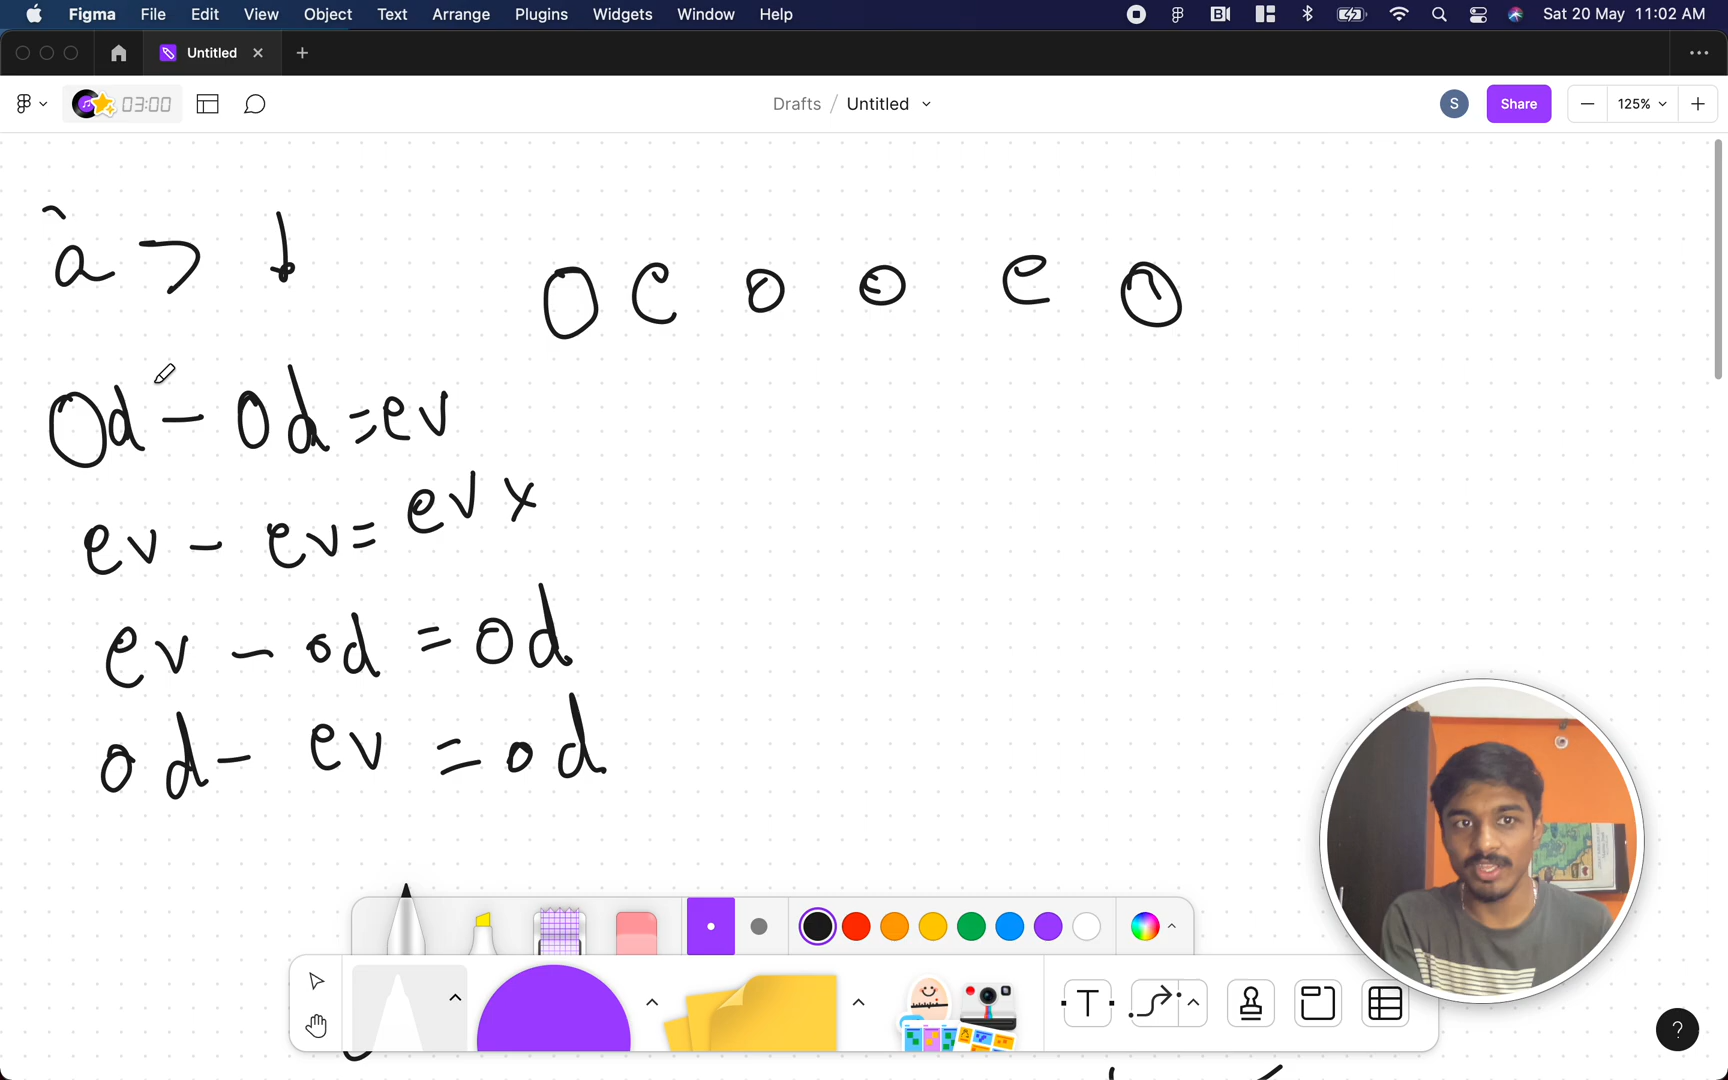 Figma File Edit View Object Text Arrange Plugins Widgets Window Help Sat 20 May 11:02 AM
Untitled
03:00 Drafts / Untitled S Share 125%
a > b
O e o e e O
Od - Od = ev
ev - ev = ev x
ev - od = od
od - ev = od
T
?